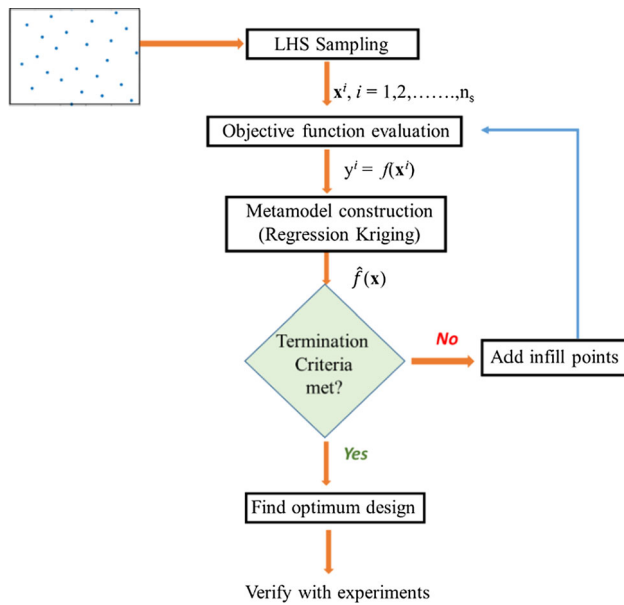 LHS Sampling
xⁱ, i = 1,2,.......,nₛ
Objective function evaluation
yⁱ = f(xⁱ)
Metamodel construction
(Regression Kriging)
f̂(x)
Termination
Criteria
met?
No
Add infill points
Yes
Find optimum design
Verify with experiments